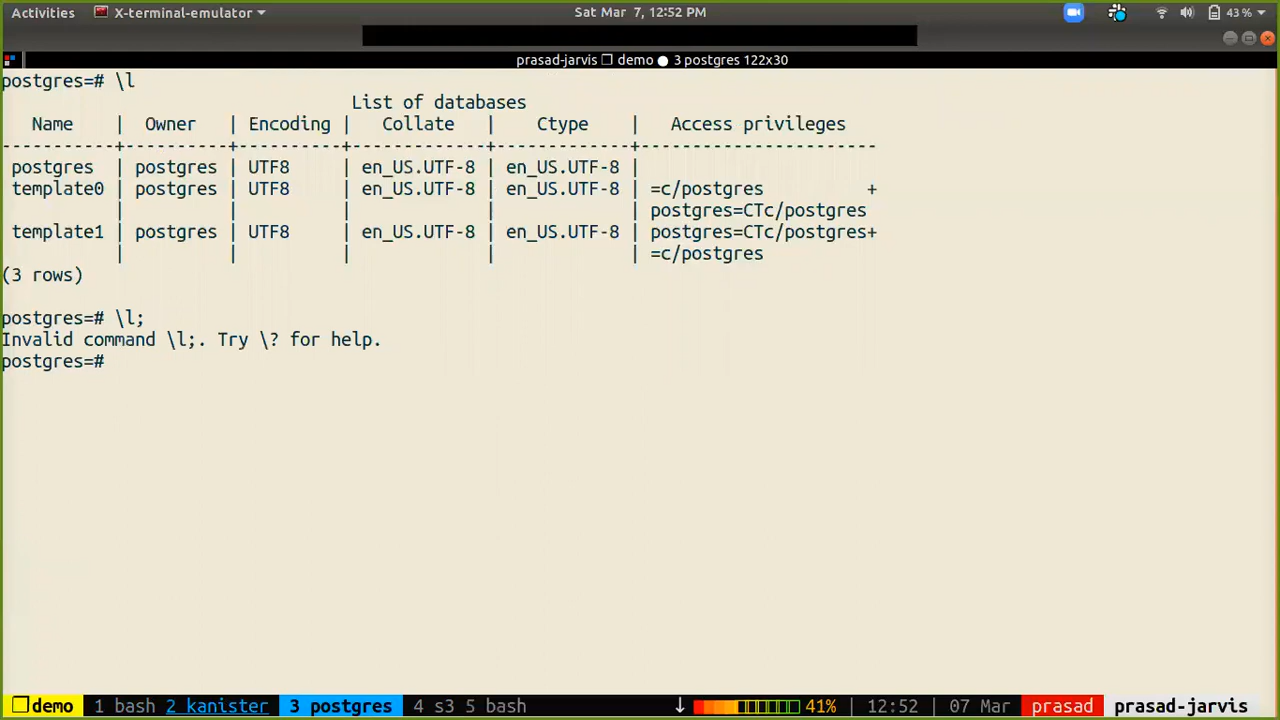 Activities X-terminal-emulator Sat Mar 7, 12:52 PM 43 %
prasad-jarvis ❐ demo ● 3 postgres 122x30
postgres=# \l
List of databases
Name | Owner | Encoding | Collate | Ctype | Access privileges
-----------+----------+----------+-------------+-------------+-----------------------
postgres | postgres | UTF8 | en_US.UTF-8 | en_US.UTF-8 |
template0 | postgres | UTF8 | en_US.UTF-8 | en_US.UTF-8 | =c/postgres +
| | | | | postgres=CTc/postgres
template1 | postgres | UTF8 | en_US.UTF-8 | en_US.UTF-8 | postgres=CTc/postgres+
| | | | | =c/postgres
(3 rows)
postgres=# \l;
Invalid command \l;. Try \? for help.
postgres=#
❐ demo 1 bash 2 kanister 3 postgres 4 s3 5 bash ↓ 41% | 12:52 | 07 Mar prasad prasad-jarvis